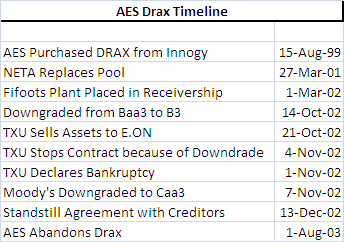 AES Drax Timeline
AES Purchased DRAX from Innogy 15-Aug-99
NETA Replaces Pool 27-Mar-01
Fifoots Plant Placed in Receivership 1-Mar-02
Downgraded from Baa3 to B3 14-Oct-02
TXU Sells Assets to E.ON 21-Oct-02
TXU Stops Contract because of Downdrade 4-Nov-02
TXU Declares Bankruptcy 1-Nov-02
Moody's Downgraded to Caa3 7-Nov-02
Standstill Agreement with Creditors 13-Dec-02
AES Abandons Drax 1-Aug-03